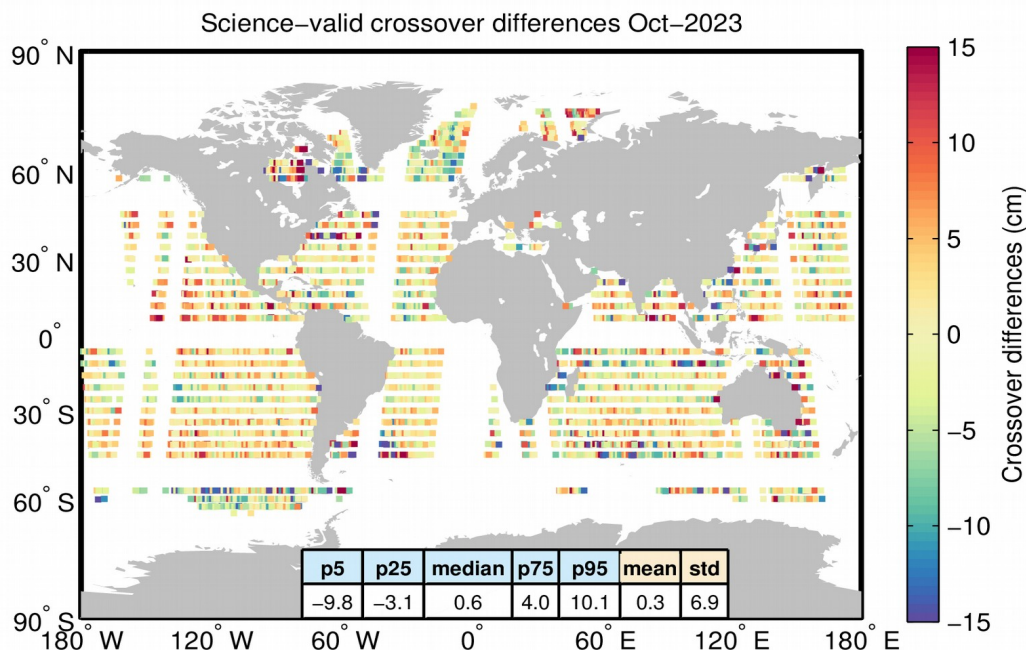 Science−valid crossover differences Oct−2023
90° N
60° N
30° N
0°
30° S
60° S
90° S
180° W 120° W 60° W 0° 60° E 120° E 180° E
p5 p25 median p75 p95 mean std
−9.8 −3.1 0.6 4.0 10.1 0.3 6.9
15
10
5
0
−5
−10
−15
Crossover differences (cm)